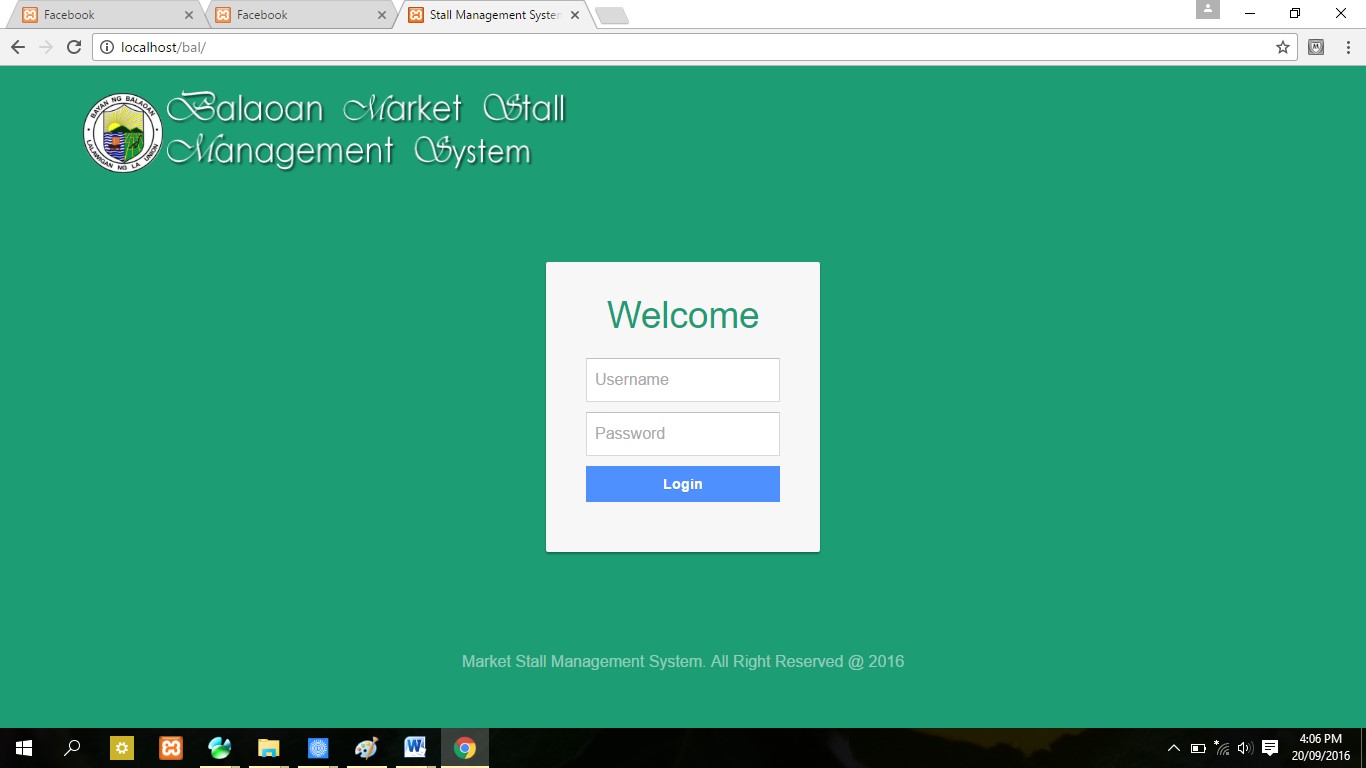 Facebook
Facebook
Stall Management System
localhost/bal/
BAYAN NG BALAOAN
LALAWIGAN NG LA UNION
Balaoan Market Stall
Management System
Welcome
Username
Password
Login
Market Stall Management System. All Right Reserved @ 2016
4:06 PM
20/09/2016